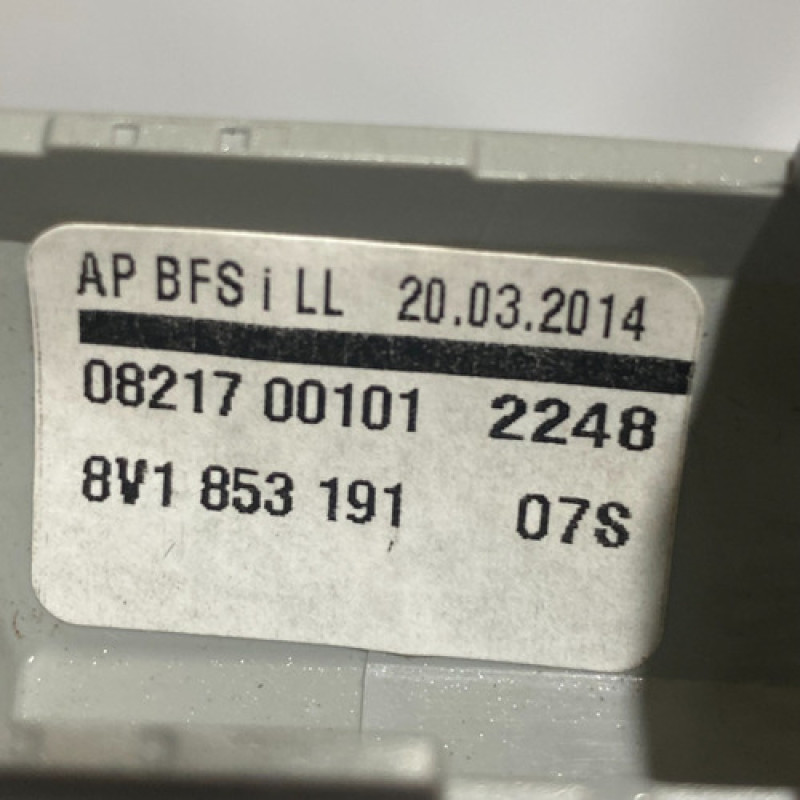 AP BFS i LL 20.03.2014
08217 00101 2248
8V1 853 191 07S